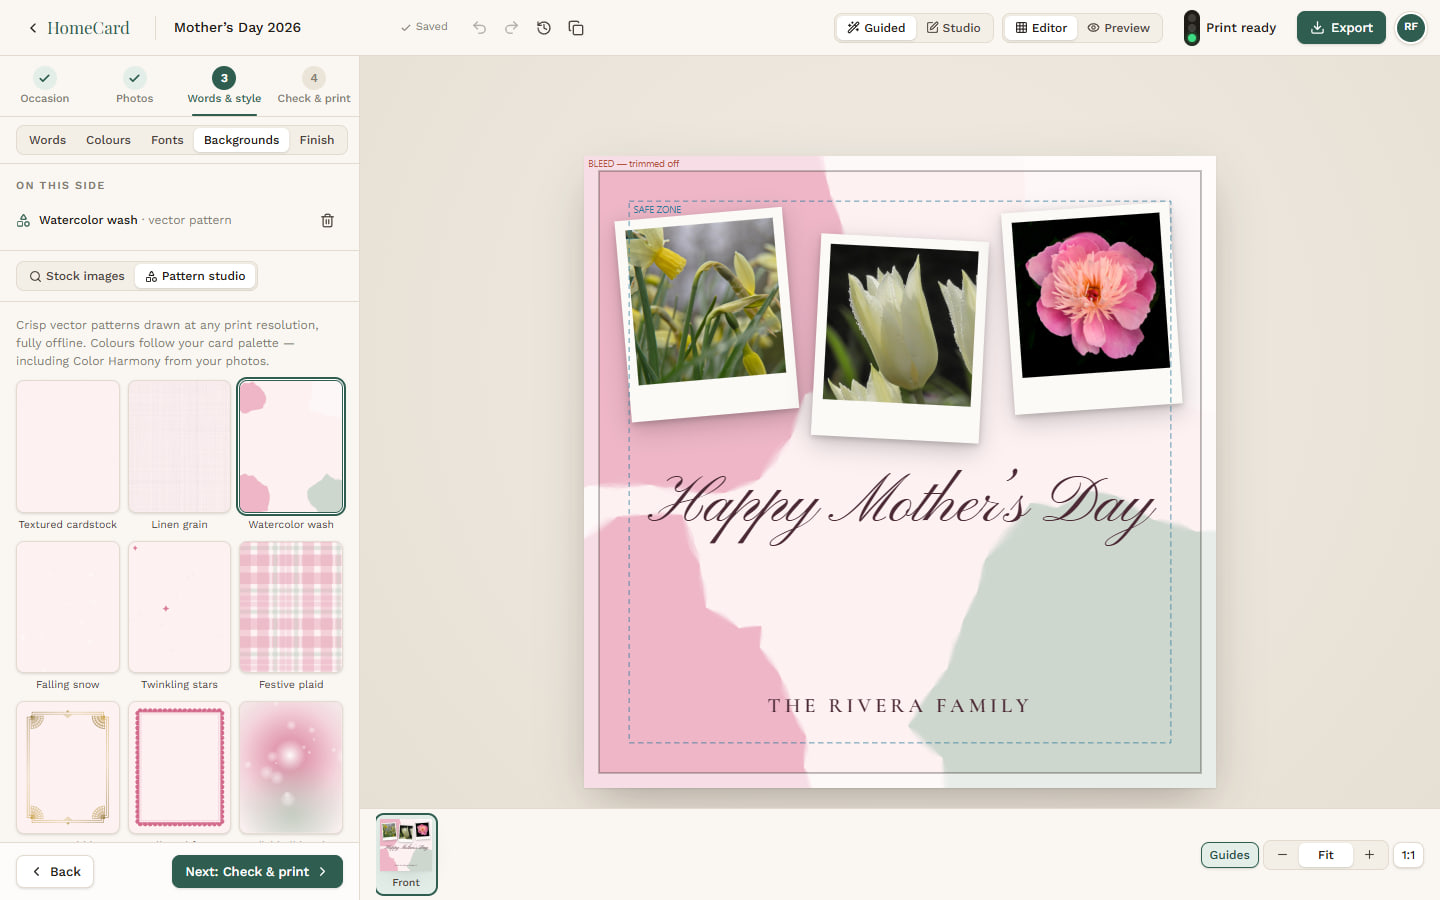 HomeCard
Mother's Day 2026
Saved
Guided
Studio
Editor
Preview
Print ready
Export
RF
Occasion
Photos
3
Words & style
4
Check & print
Words
Colours
Fonts
Backgrounds
Finish
ON THIS SIDE
Watercolor wash · vector pattern
Stock images
Pattern studio
Crisp vector patterns drawn at any print resolution,
fully offline. Colours follow your card palette —
including Color Harmony from your photos.
Textured cardstock
Linen grain
Watercolor wash
Falling snow
Twinkling stars
Festive plaid
Back
Next: Check & print
BLEED — trimmed off
SAFE ZONE
Happy Mother's Day
THE RIVERA FAMILY
Front
Guides
Fit
1:1